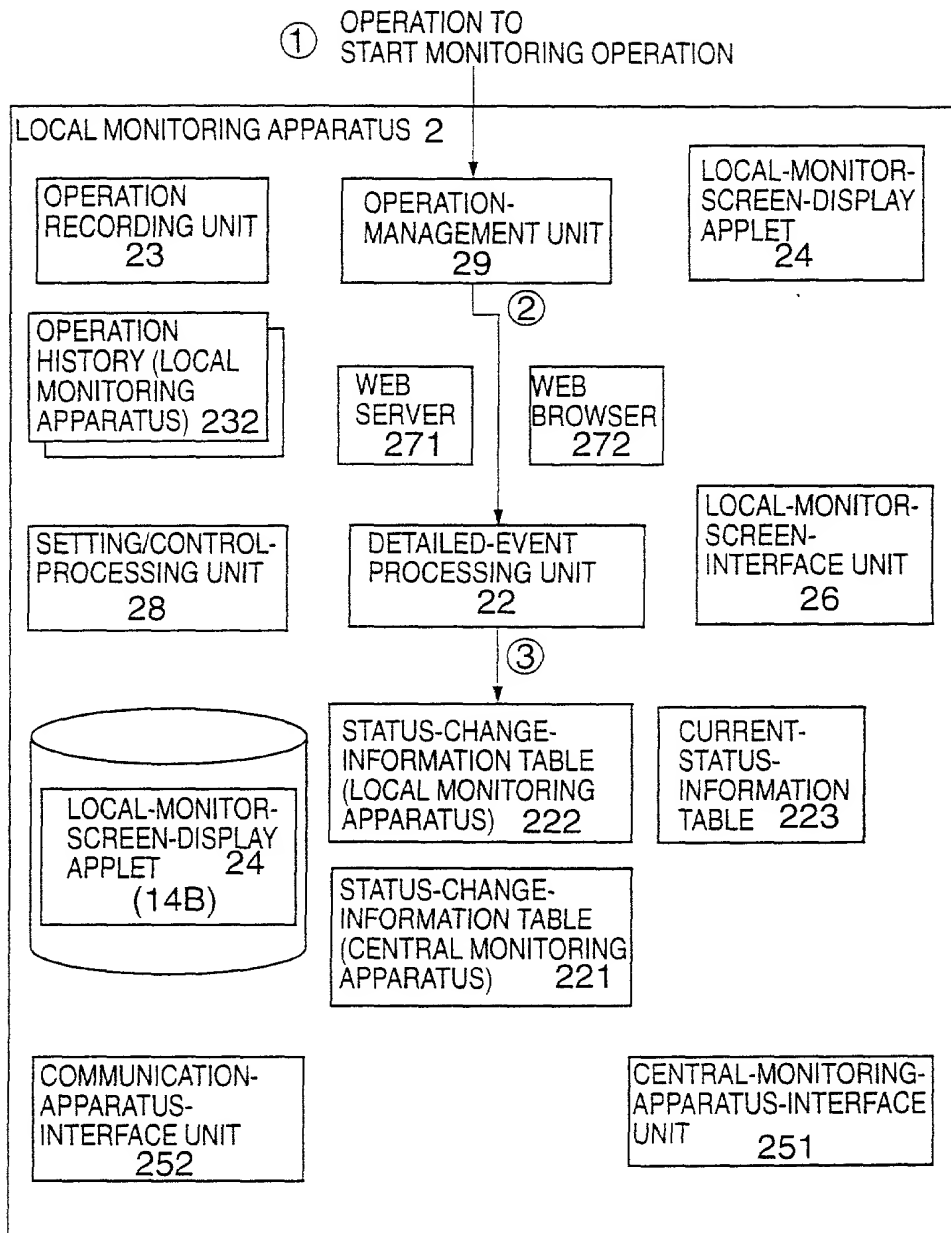 ① OPERATION TO
START MONITORING OPERATION
LOCAL MONITORING APPARATUS 2
OPERATION
RECORDING UNIT
23
OPERATION-
MANAGEMENT UNIT
29
LOCAL-MONITOR-
SCREEN-DISPLAY
APPLET
24
②
OPERATION
HISTORY (LOCAL
MONITORING
APPARATUS) 232
WEB
SERVER
271
WEB
BROWSER
272
SETTING/CONTROL-
PROCESSING UNIT
28
DETAILED-EVENT
PROCESSING UNIT
22
LOCAL-MONITOR-
SCREEN-
INTERFACE UNIT
26
③
LOCAL-MONITOR-
SCREEN-DISPLAY
APPLET 24
(14B)
STATUS-CHANGE-
INFORMATION TABLE
(LOCAL MONITORING
APPARATUS) 222
CURRENT-
STATUS-
INFORMATION
TABLE 223
STATUS-CHANGE-
INFORMATION TABLE
(CENTRAL MONITORING
APPARATUS) 221
COMMUNICATION-
APPARATUS-
INTERFACE UNIT
252
CENTRAL-MONITORING-
APPARATUS-INTERFACE
UNIT 251